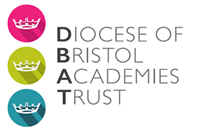 DIOCESE OF
BRISTOL
ACADEMIES
TRUST